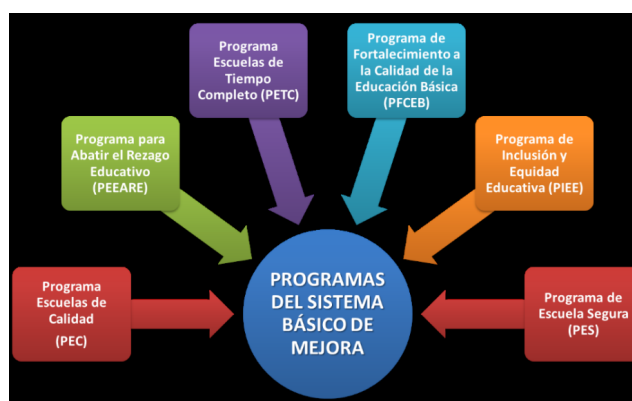 Programa
Escuelas de
Tiempo
Completo (PETC)
Programa de
Fortalecimiento a
la Calidad de la
Educación Básica
(PFCEB)
Programa para
Abatir el Rezago
Educativo
(PEEARE)
Programa de
Inclusión y
Equidad
Educativa (PIEE)
Programa
Escuelas de
Calidad
(PEC)
PROGRAMAS
DEL SISTEMA
BÁSICO DE
MEJORA
Programa de
Escuela Segura
(PES)